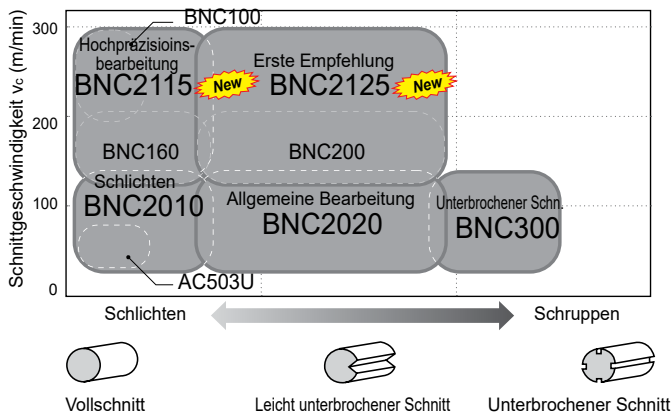 BNC100
300
Hochpräzisioins-
bearbeitung
BNC2115
New
Erste Empfehlung
BNC2125
New
200
BNC160
BNC200
Schlichten
BNC2010
Allgemeine Bearbeitung
BNC2020
Unterbrochener Schn.
BNC300
100
0
AC503U
Schnittgeschwindigkeit vc (m/min)
Schlichten
Schruppen
Vollschnitt
Leicht unterbrochener Schnitt
Unterbrochener Schnitt